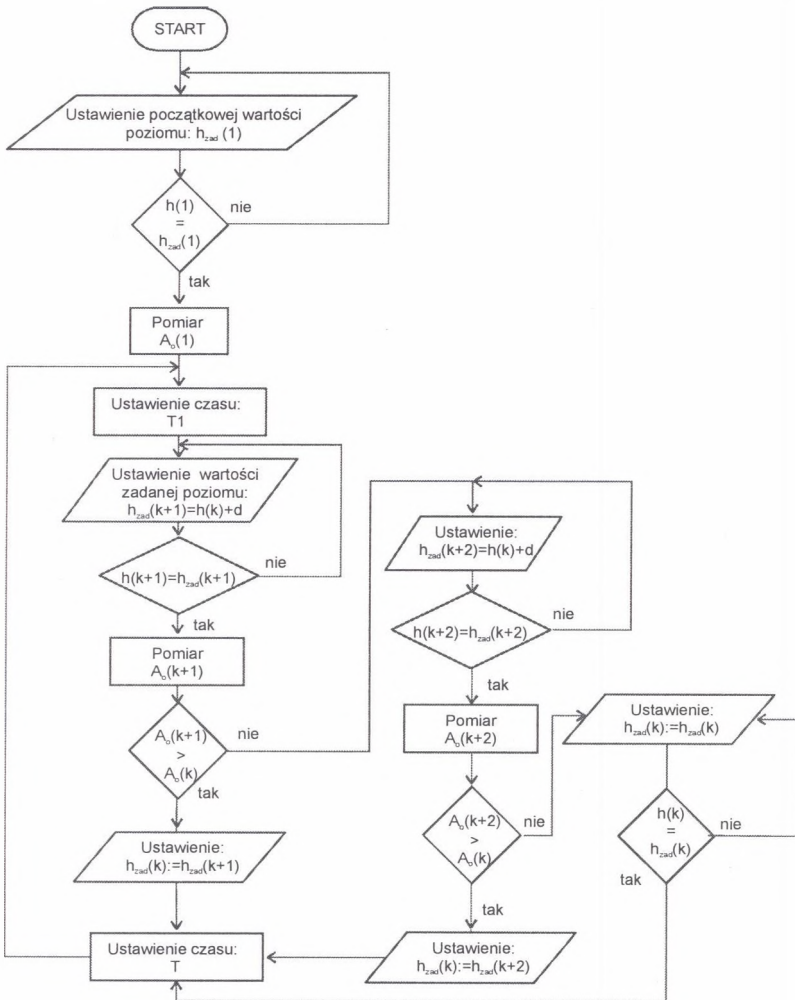 START
Ustawienie początkowej wartości
poziomu: h_zad (1)
h(1)
=
h_zad(1)
nie
tak
Pomiar
A_o(1)
Ustawienie czasu:
T1
Ustawienie wartości
zadanej poziomu:
h_zad(k+1)=h(k)+d
h(k+1)=h_zad(k+1)
nie
tak
Pomiar
A_o(k+1)
A_o(k+1)
>
A_o(k)
nie
tak
Ustawienie:
h_zad(k):=h_zad(k+1)
Ustawienie czasu:
T
Ustawienie:
h_zad(k+2)=h(k)+d
h(k+2)=h_zad(k+2)
nie
tak
Pomiar
A_o(k+2)
A_o(k+2)
>
A_o(k)
nie
tak
Ustawienie:
h_zad(k):=h_zad(k+2)
Ustawienie:
h_zad(k):=h_zad(k)
h(k)
=
h_zad(k)
nie
tak